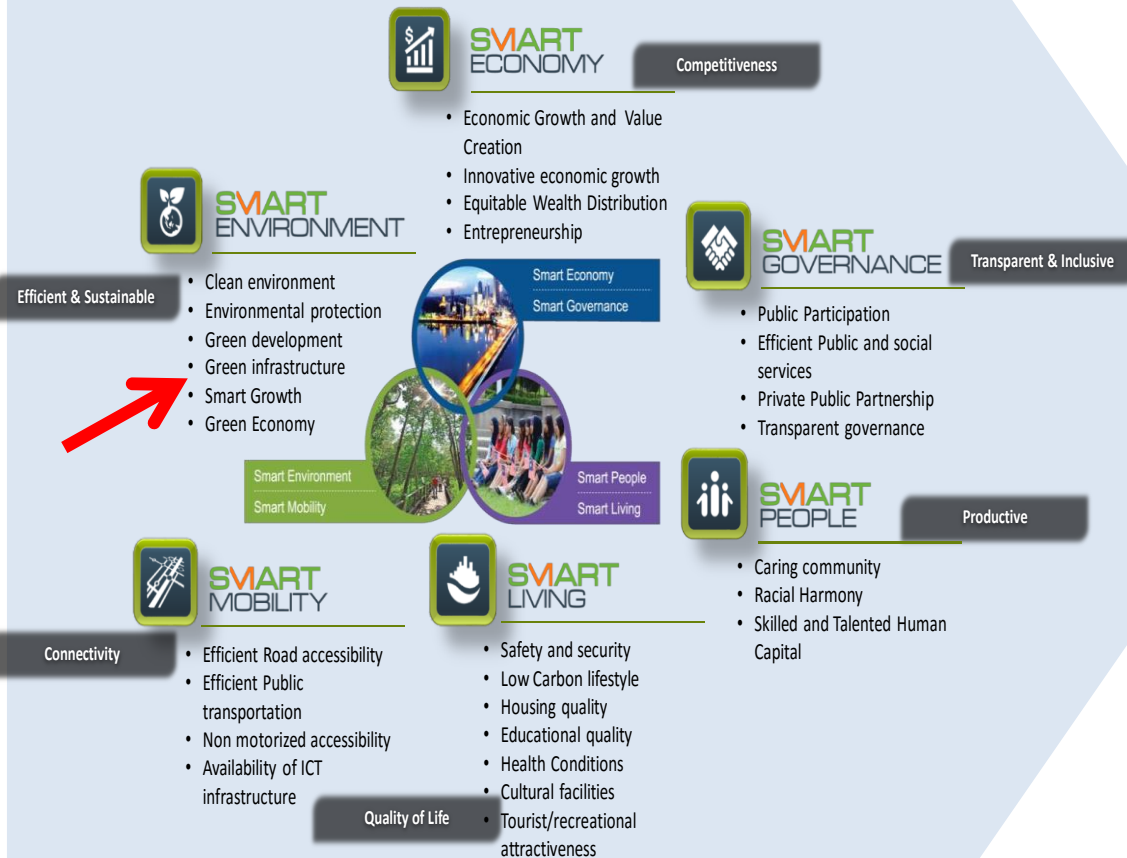 SMART
ECONOMY
Competitiveness
• Economic Growth and Value
Creation
• Innovative economic growth
• Equitable Wealth Distribution
• Entrepreneurship
SMART
ENVIRONMENT
Efficient & Sustainable
• Clean environment
• Environmental protection
• Green development
• Green infrastructure
• Smart Growth
• Green Economy
SMART
GOVERNANCE
Transparent & Inclusive
• Public Participation
• Efficient Public and social
services
• Private Public Partnership
• Transparent governance
Smart Economy
Smart Governance
Smart Environment
Smart Mobility
Smart People
Smart Living
SMART
PEOPLE
Productive
• Caring community
• Racial Harmony
• Skilled and Talented Human
Capital
SMART
MOBILITY
Connectivity
• Efficient Road accessibility
• Efficient Public
transportation
• Non motorized accessibility
• Availability of ICT
infrastructure
SMART
LIVING
Quality of Life
• Safety and security
• Low Carbon lifestyle
• Housing quality
• Educational quality
• Health Conditions
• Cultural facilities
• Tourist/recreational
attractiveness